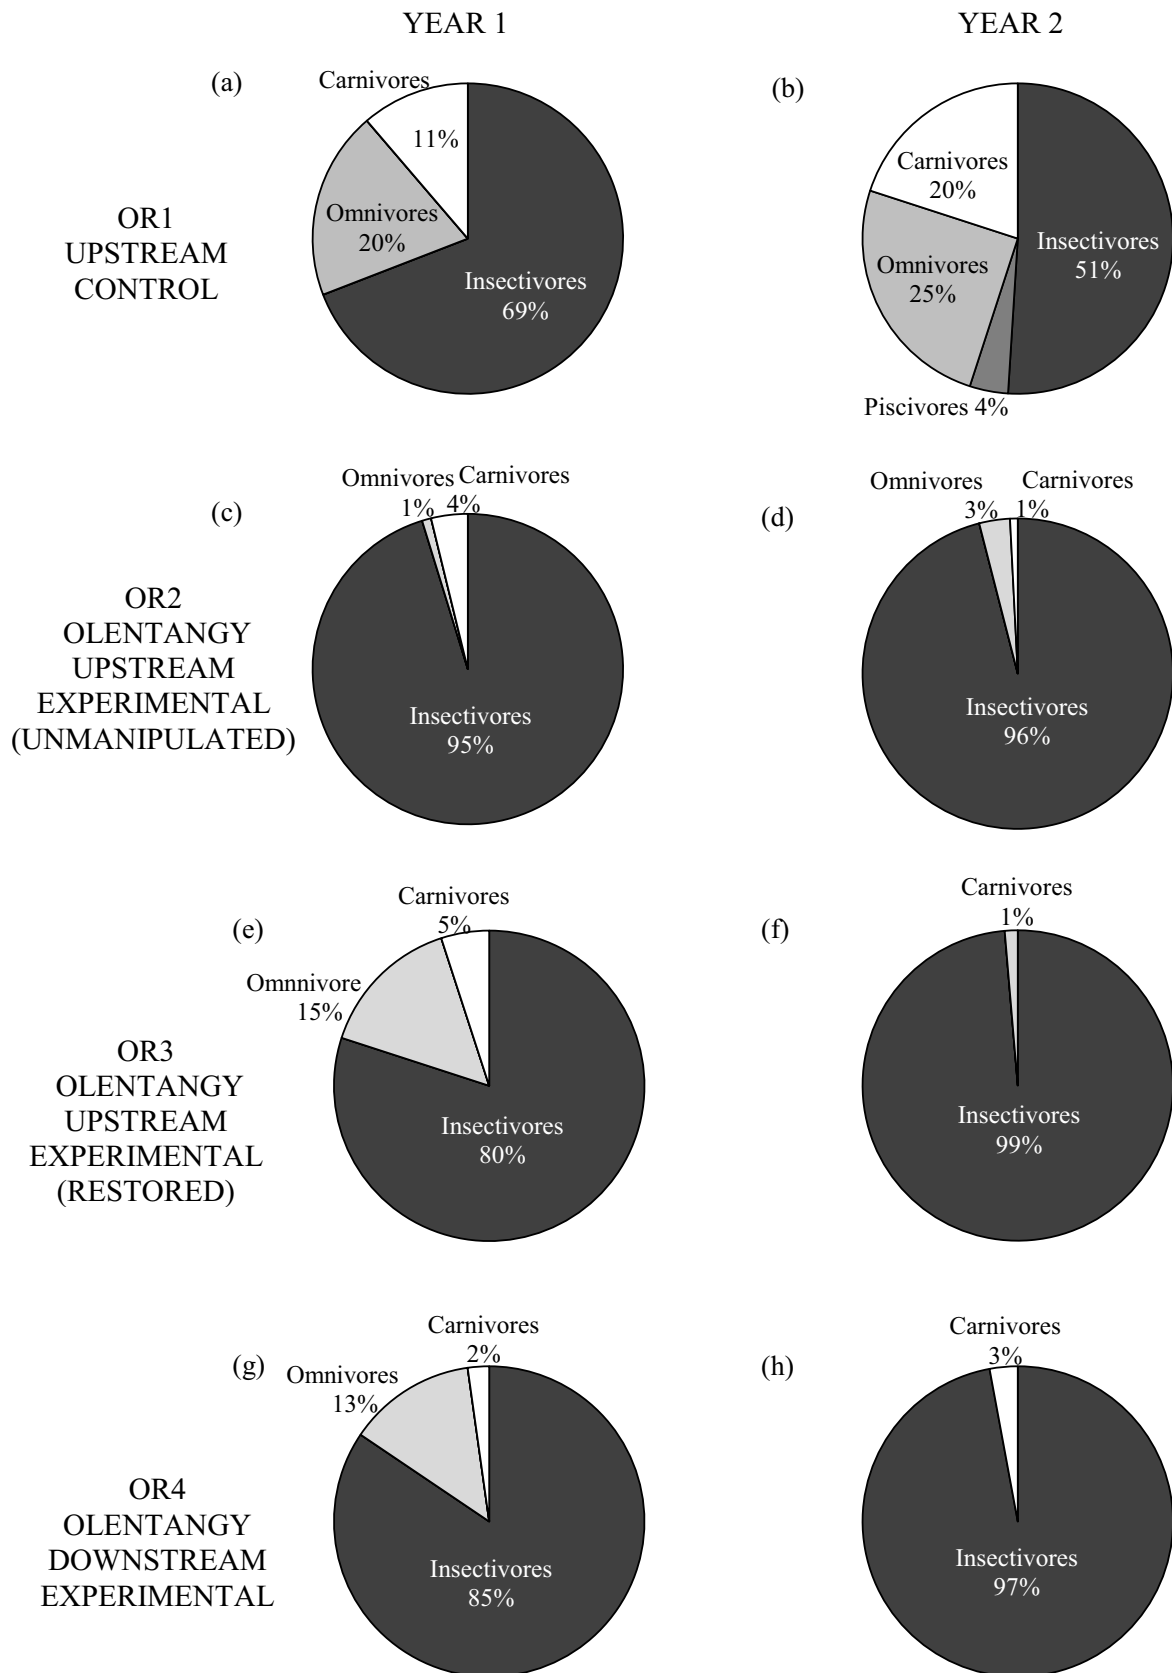 YEAR 1
YEAR 2
(a)
Carnivores
11%
Omnivores
20%
Insectivores
69%
(b)
Carnivores
20%
Omnivores
25%
Insectivores
51%
Piscivores 4%
OR1
UPSTREAM
CONTROL
(c)
Omnivores
1%
Carnivores
4%
Insectivores
95%
(d)
Omnivores
3%
Carnivores
1%
Insectivores
96%
OR2
OLENTANGY
UPSTREAM
EXPERIMENTAL
(UNMANIPULATED)
(e)
Carnivores
5%
Omnnivore
15%
Insectivores
80%
(f)
Carnivores
1%
Insectivores
99%
OR3
OLENTANGY
UPSTREAM
EXPERIMENTAL
(RESTORED)
(g)
Carnivores
2%
Omnivores
13%
Insectivores
85%
(h)
Carnivores
3%
Insectivores
97%
OR4
OLENTANGY
DOWNSTREAM
EXPERIMENTAL